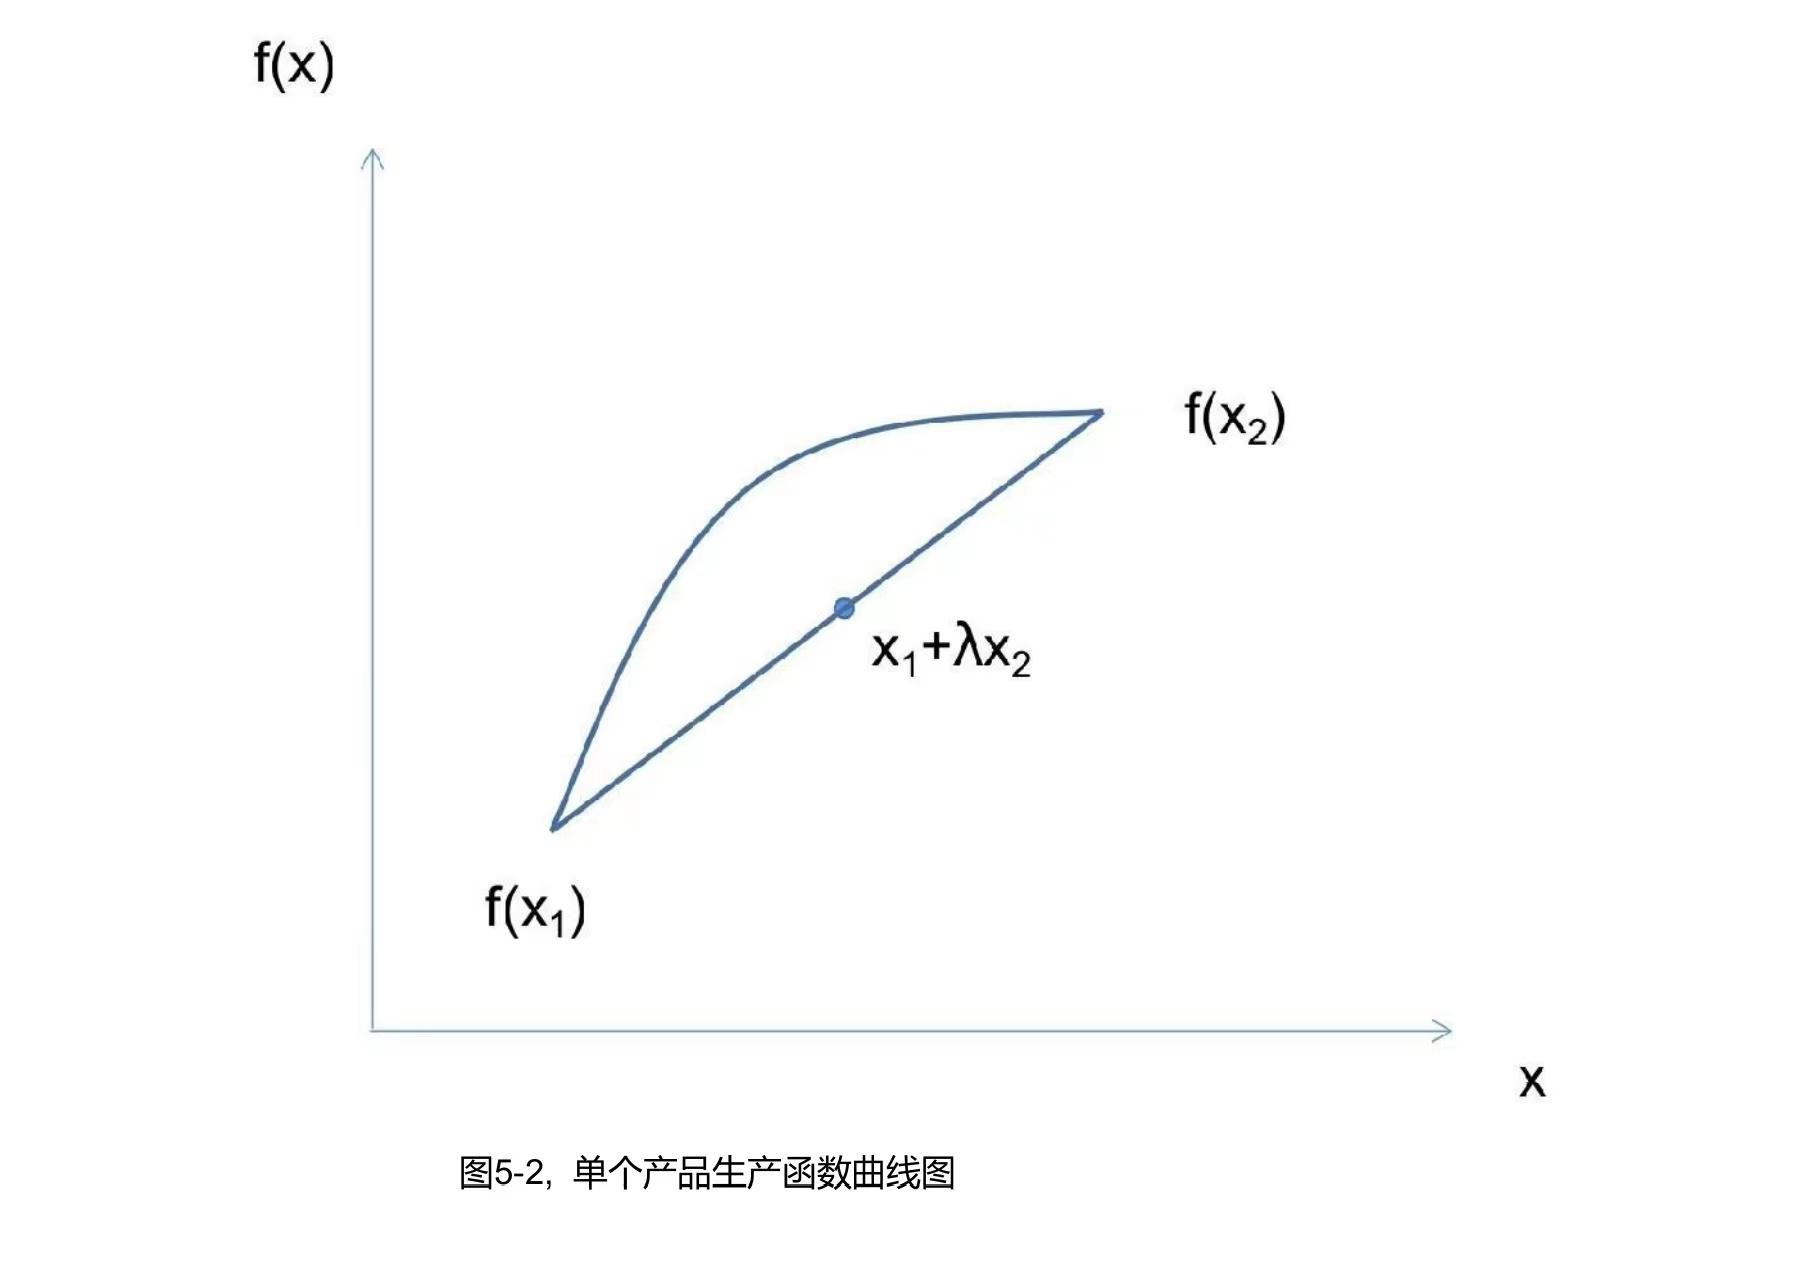 f(x)
f(x₂)
x₁+λx₂
f(x₁)
x
图5-2, 单个产品生产函数曲线图